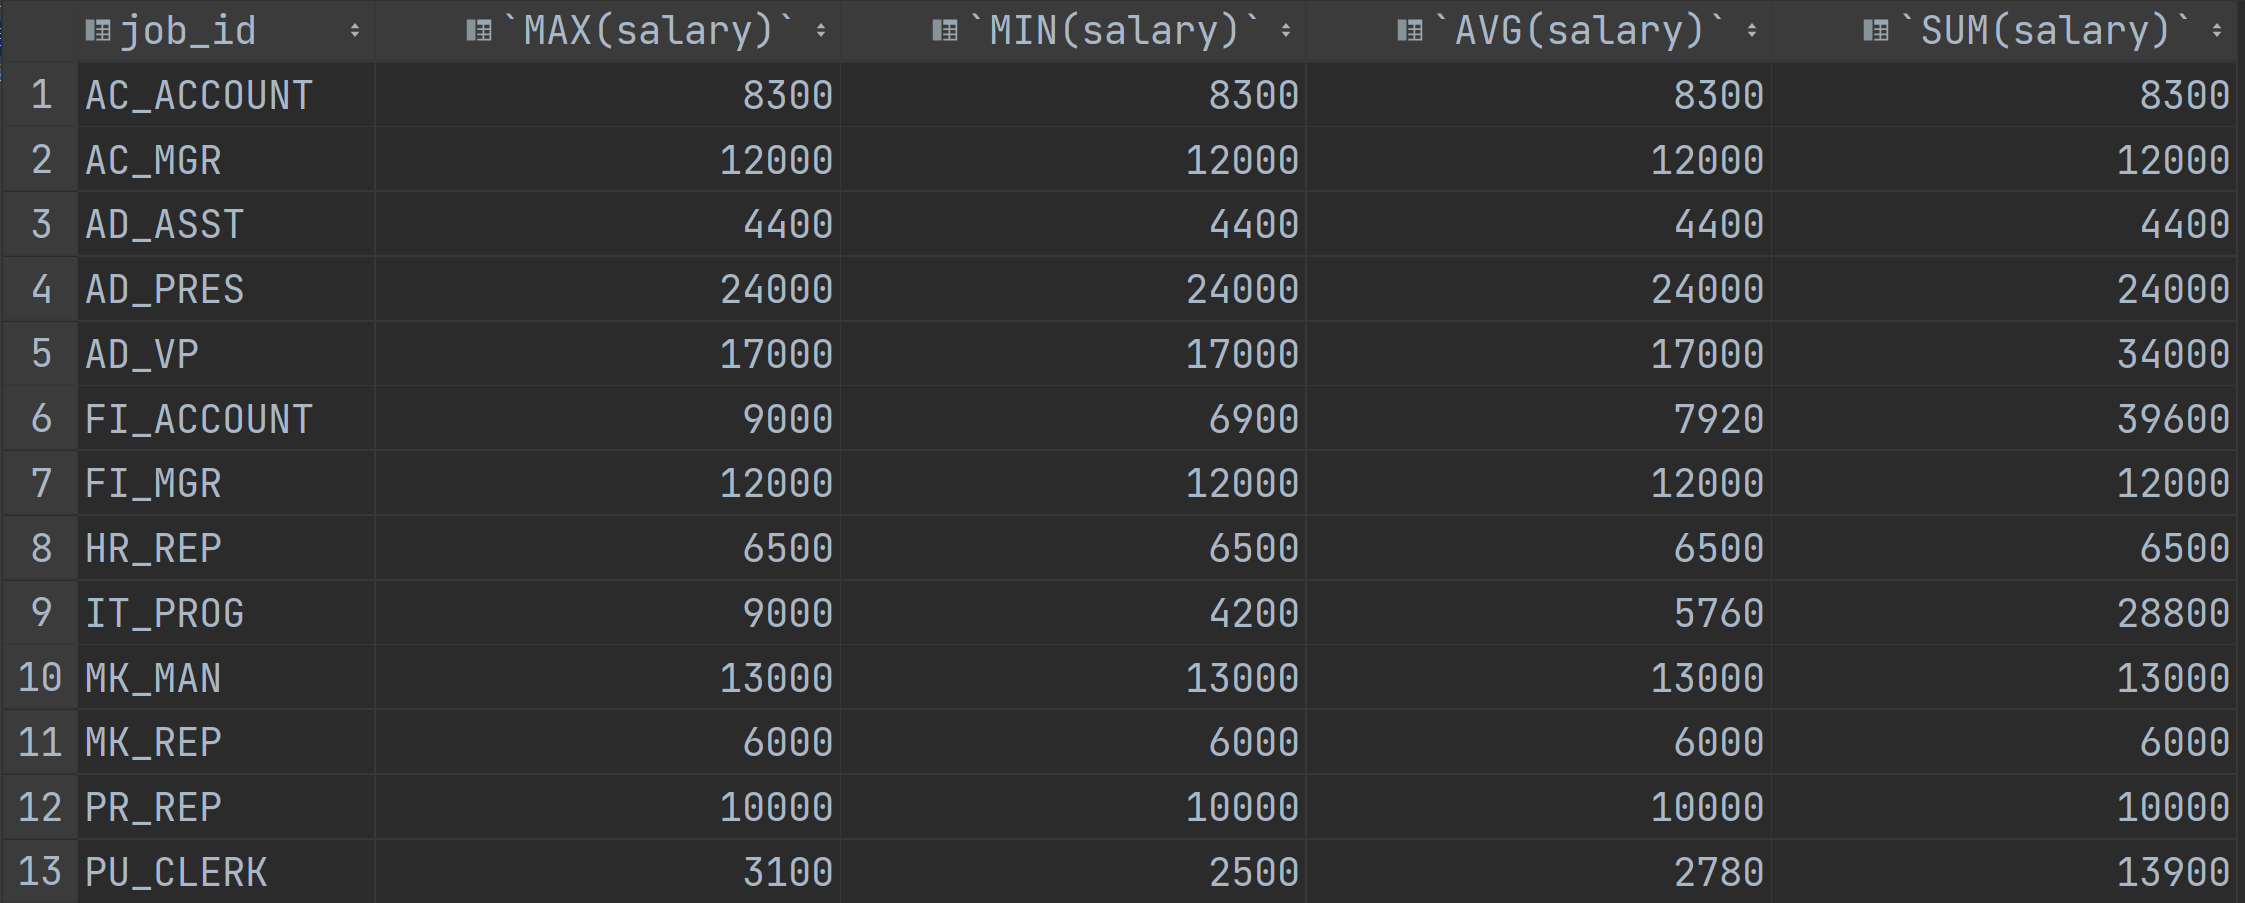 job_id `MAX(salary)` `MIN(salary)` `AVG(salary)` `SUM(salary)`
1 AC_ACCOUNT 8300 8300 8300 8300
2 AC_MGR 12000 12000 12000 12000
3 AD_ASST 4400 4400 4400 4400
4 AD_PRES 24000 24000 24000 24000
5 AD_VP 17000 17000 17000 34000
6 FI_ACCOUNT 9000 6900 7920 39600
7 FI_MGR 12000 12000 12000 12000
8 HR_REP 6500 6500 6500 6500
9 IT_PROG 9000 4200 5760 28800
10 MK_MAN 13000 13000 13000 13000
11 MK_REP 6000 6000 6000 6000
12 PR_REP 10000 10000 10000 10000
13 PU_CLERK 3100 2500 2780 13900